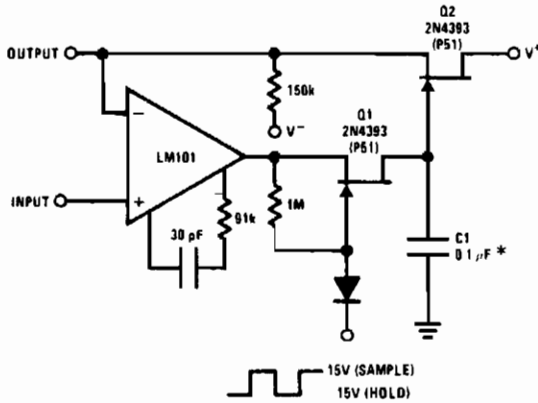 Q2
2N4393
(P51)
OUTPUT
V+
150k
V−
Q1
2N4393
(P51)
−
LM101
INPUT
+
1M
91k
30 pF
C1
0.1 μF *
15V (SAMPLE)
15V (HOLD)